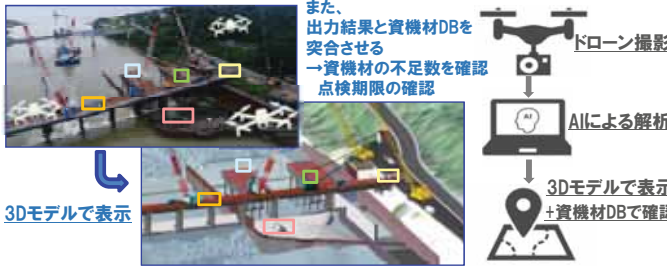 また、
出力結果と資機材DBを
突合させる
→資機材の不足数を確認
点検期限の確認
3Dモデルで表示
ドローン撮影
AI
AIによる解析
3Dモデルで表示
+資機材DBで確認